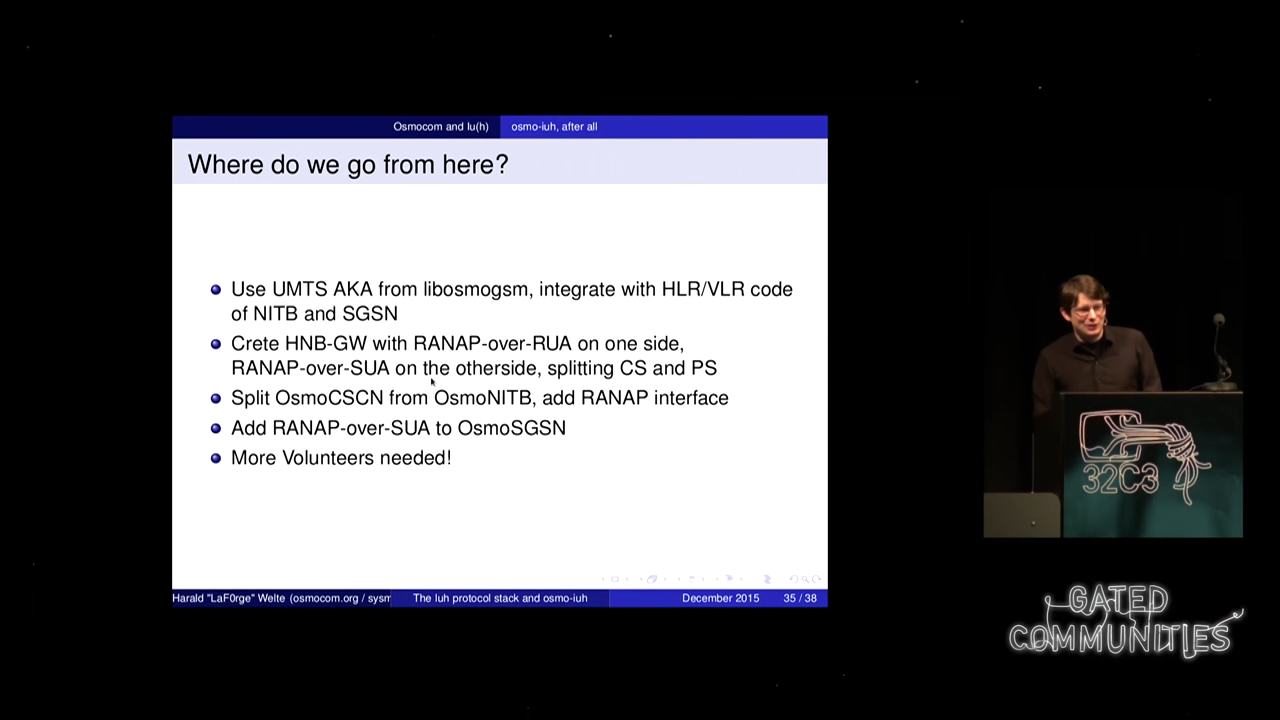 Osmocom and Iu(h) osmo-iuh, after all
Where do we go from here?
Use UMTS AKA from libosmogsm, integrate with HLR/VLR code
of NITB and SGSN
Crete HNB-GW with RANAP-over-RUA on one side,
RANAP-over-SUA on the otherside, splitting CS and PS
Split OsmoCSCN from OsmoNITB, add RANAP interface
Add RANAP-over-SUA to OsmoSGSN
More Volunteers needed!
Harald "LaF0rge" Welte (osmocom.org / sysm The Iuh protocol stack and osmo-iuh December 2015 35 / 38
32C3
GATED
COMMUNITIES